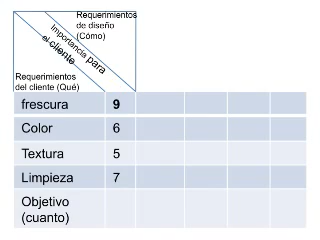 Requerimientos
de diseño
(Cómo)
Importancia para
el cliente
Requerimientos
del cliente (Qué)
frescura 9
Color 6
Textura 5
Limpieza 7
Objetivo
(cuanto)